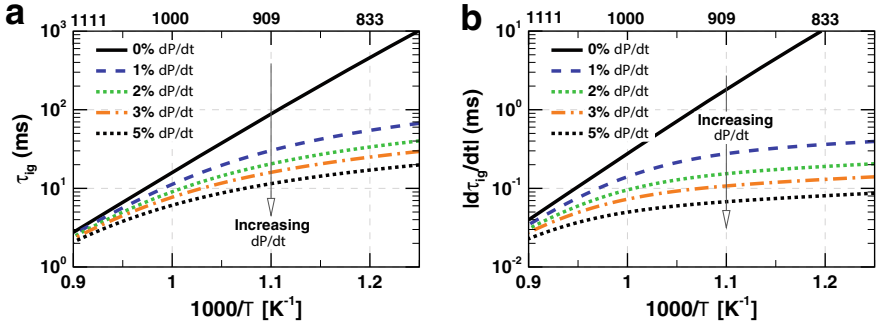 a
1111 1000 909 833
10³
10²
10¹
10⁰
τig (ms)
0% dP/dt
1% dP/dt
2% dP/dt
3% dP/dt
5% dP/dt
Increasing
dP/dt
0.9 1 1.1 1.2
1000/T [K⁻¹]
b
1111 1000 909 833
10¹
10⁰
10⁻¹
10⁻²
|dτig/dt| (ms)
0% dP/dt
1% dP/dt
2% dP/dt
3% dP/dt
5% dP/dt
Increasing
dP/dt
0.9 1 1.1 1.2
1000/T [K⁻¹]